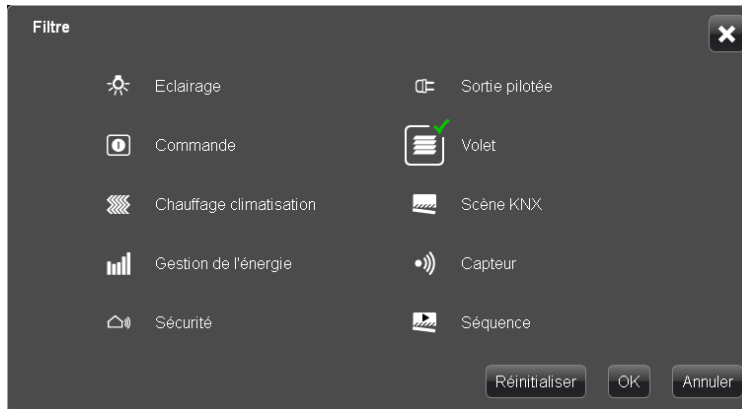 Filtre
Eclairage
Sortie pilotée
Commande
Volet
Chauffage climatisation
Scène KNX
Gestion de l'énergie
Capteur
Sécurité
Séquence
Réinitialiser OK Annuler